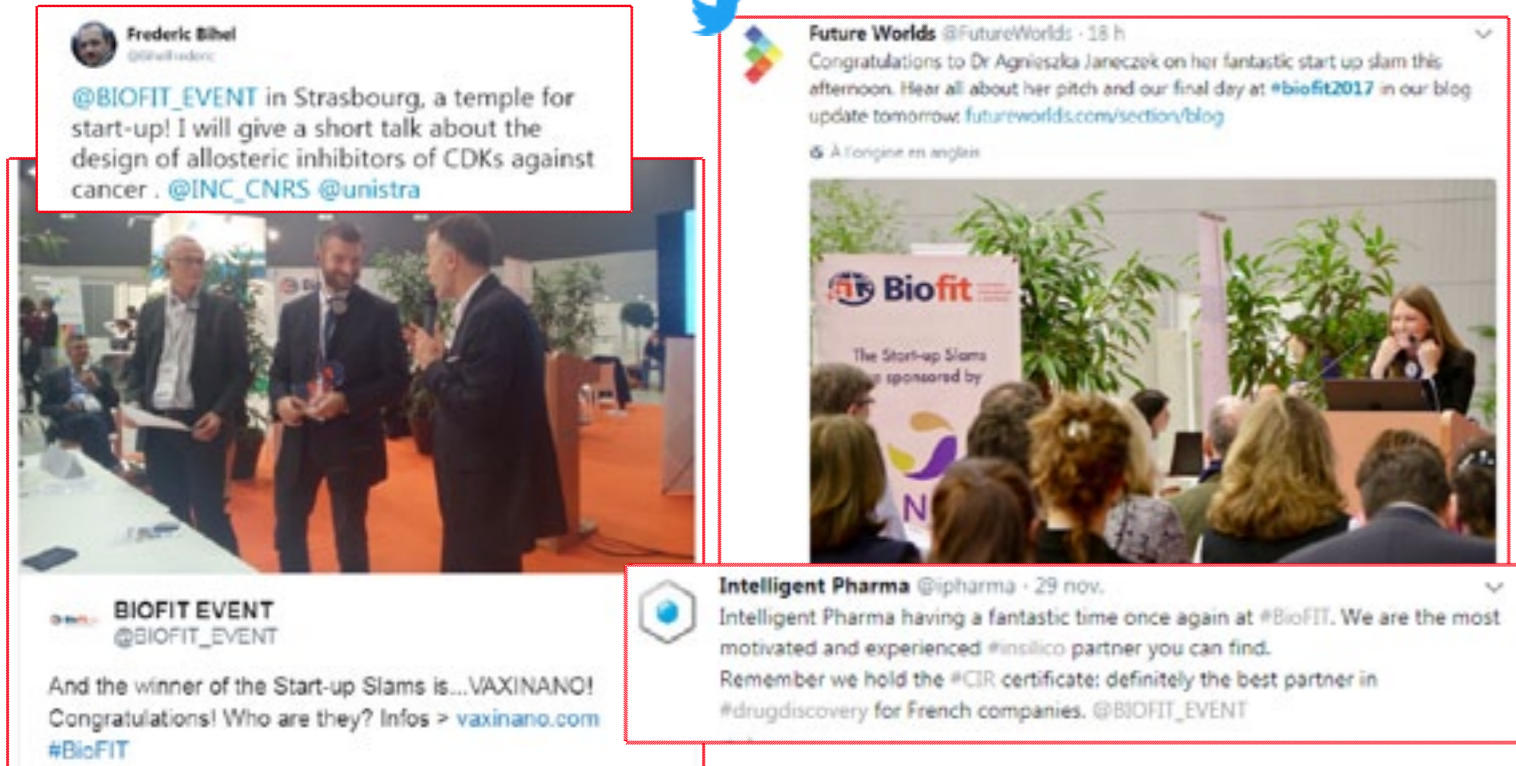 Frederic Bihel
@BihelFrederic
@BIOFIT_EVENT in Strasbourg, a temple for
start-up! I will give a short talk about the
design of allosteric inhibitors of CDKs against
cancer . @INC_CNRS @unistra
BIOFIT EVENT
@BIOFIT_EVENT
And the winner of the Start-up Slams is...VAXINANO!
Congratulations! Who are they? Infos > vaxinano.com
#BioFIT
Future Worlds @FutureWorlds · 18 h
Congratulations to Dr Agnieszka Janeczek on her fantastic start up slam this
afternoon. Hear all about her pitch and our final day at #biofit2017 in our blog
update tomorrow: futureworlds.com/section/blog
À l'origine en anglais
Biofit
The Start-up Slams
sponsored by
N
Intelligent Pharma @ipharma · 29 nov.
Intelligent Pharma having a fantastic time once again at #BioFIT. We are the most
motivated and experienced #insilico partner you can find.
Remember we hold the #CIR certificate: definitely the best partner in
#drugdiscovery for French companies. @BIOFIT_EVENT